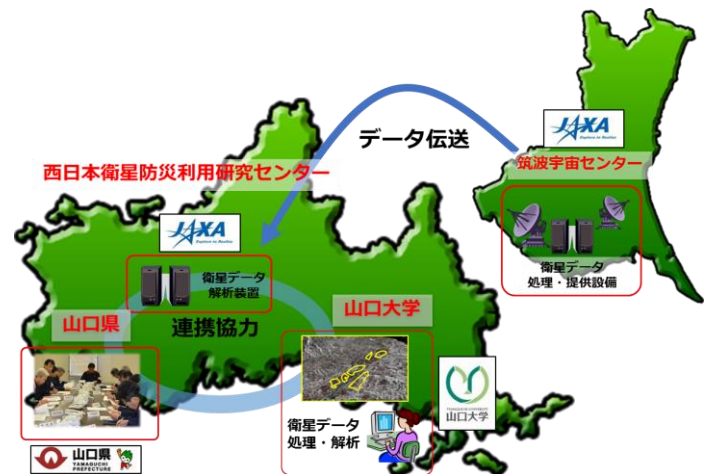 JAXA
筑波宇宙センター
データ伝送
衛星データ
処理・提供設備
西日本衛星防災利用研究センター
JAXA
Explore to Realize
衛星データ
解析装置
山口県
連携協力
山口大学
衛星データ
処理・解析
山口大学
山口県
YAMAGUCHI
PREFECTURE